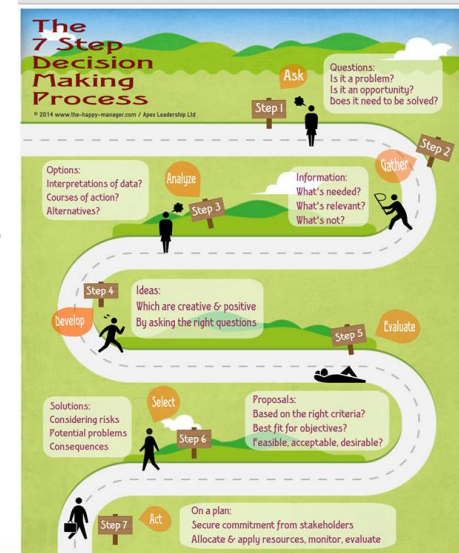 The
7 Step
Decision
Making
Process
© 2014 www.the-happy-manager.com / Apex Leadership Ltd
Ask
Questions:
Is it a problem?
Is it an opportunity?
Does it need to be solved?
Step 1
Step 2
Gather
Information:
What's needed?
What's relevant?
What's not?
Options:
Interpretations of data?
Courses of action?
Alternatives?
Analyze
Step 3
Step 4
Develop
Ideas:
Which are creative & positive
By asking the right questions
Step 5
Evaluate
Proposals:
Based on the right criteria?
Best fit for objectives?
Feasible, acceptable, desirable?
Solutions:
Considering risks
Potential problems
Consequences
Select
Step 6
Step 7
Act
On a plan:
Secure commitment from stakeholders
Allocate & apply resources, monitor, evaluate